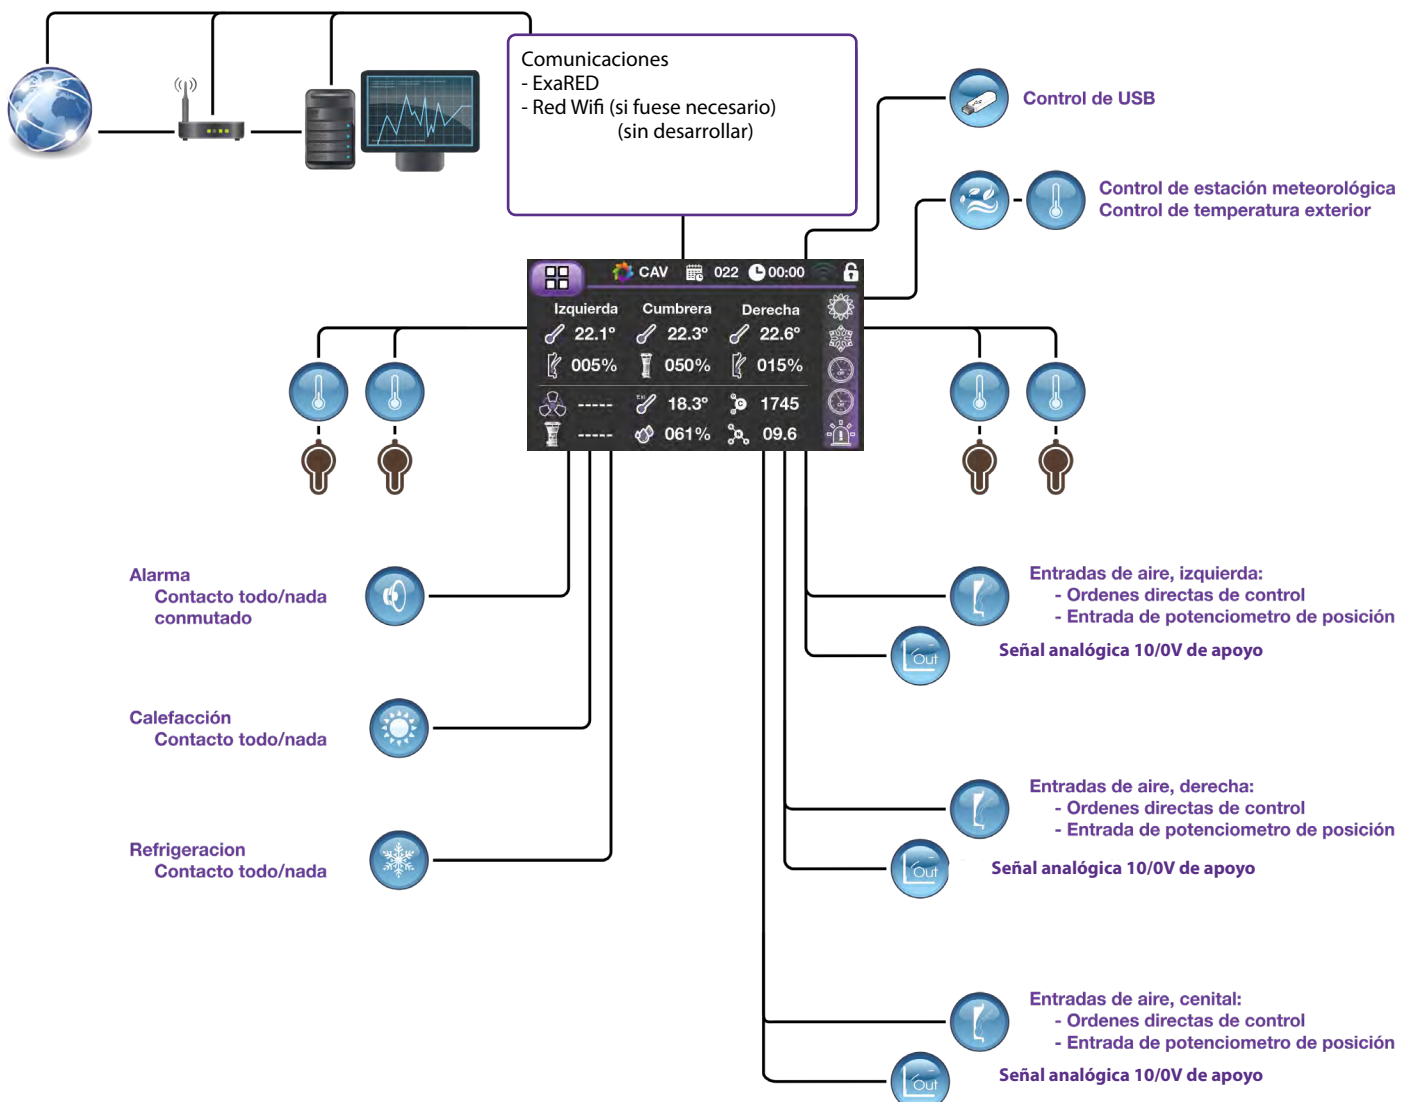 Comunicaciones
- ExaRED
- Red Wifi (si fuese necesario)
(sin desarrollar)
Control de USB
Control de estación meteorológica
Control de temperatura exterior
CAV 022 00:00
Izquierda Cumbrera Derecha
22.1º 22.3º 22.6º
005% 050% 015%
----- 18.3º 1745
----- 061% 09.6
Alarma
Contacto todo/nada
conmutado
Calefacción
Contacto todo/nada
Refrigeracion
Contacto todo/nada
Entradas de aire, izquierda:
- Ordenes directas de control
- Entrada de potenciometro de posición
Out
Señal analógica 10/0V de apoyo
Entradas de aire, derecha:
- Ordenes directas de control
- Entrada de potenciometro de posición
Out
Señal analógica 10/0V de apoyo
Entradas de aire, cenital:
- Ordenes directas de control
- Entrada de potenciometro de posición
Out
Señal analógica 10/0V de apoyo